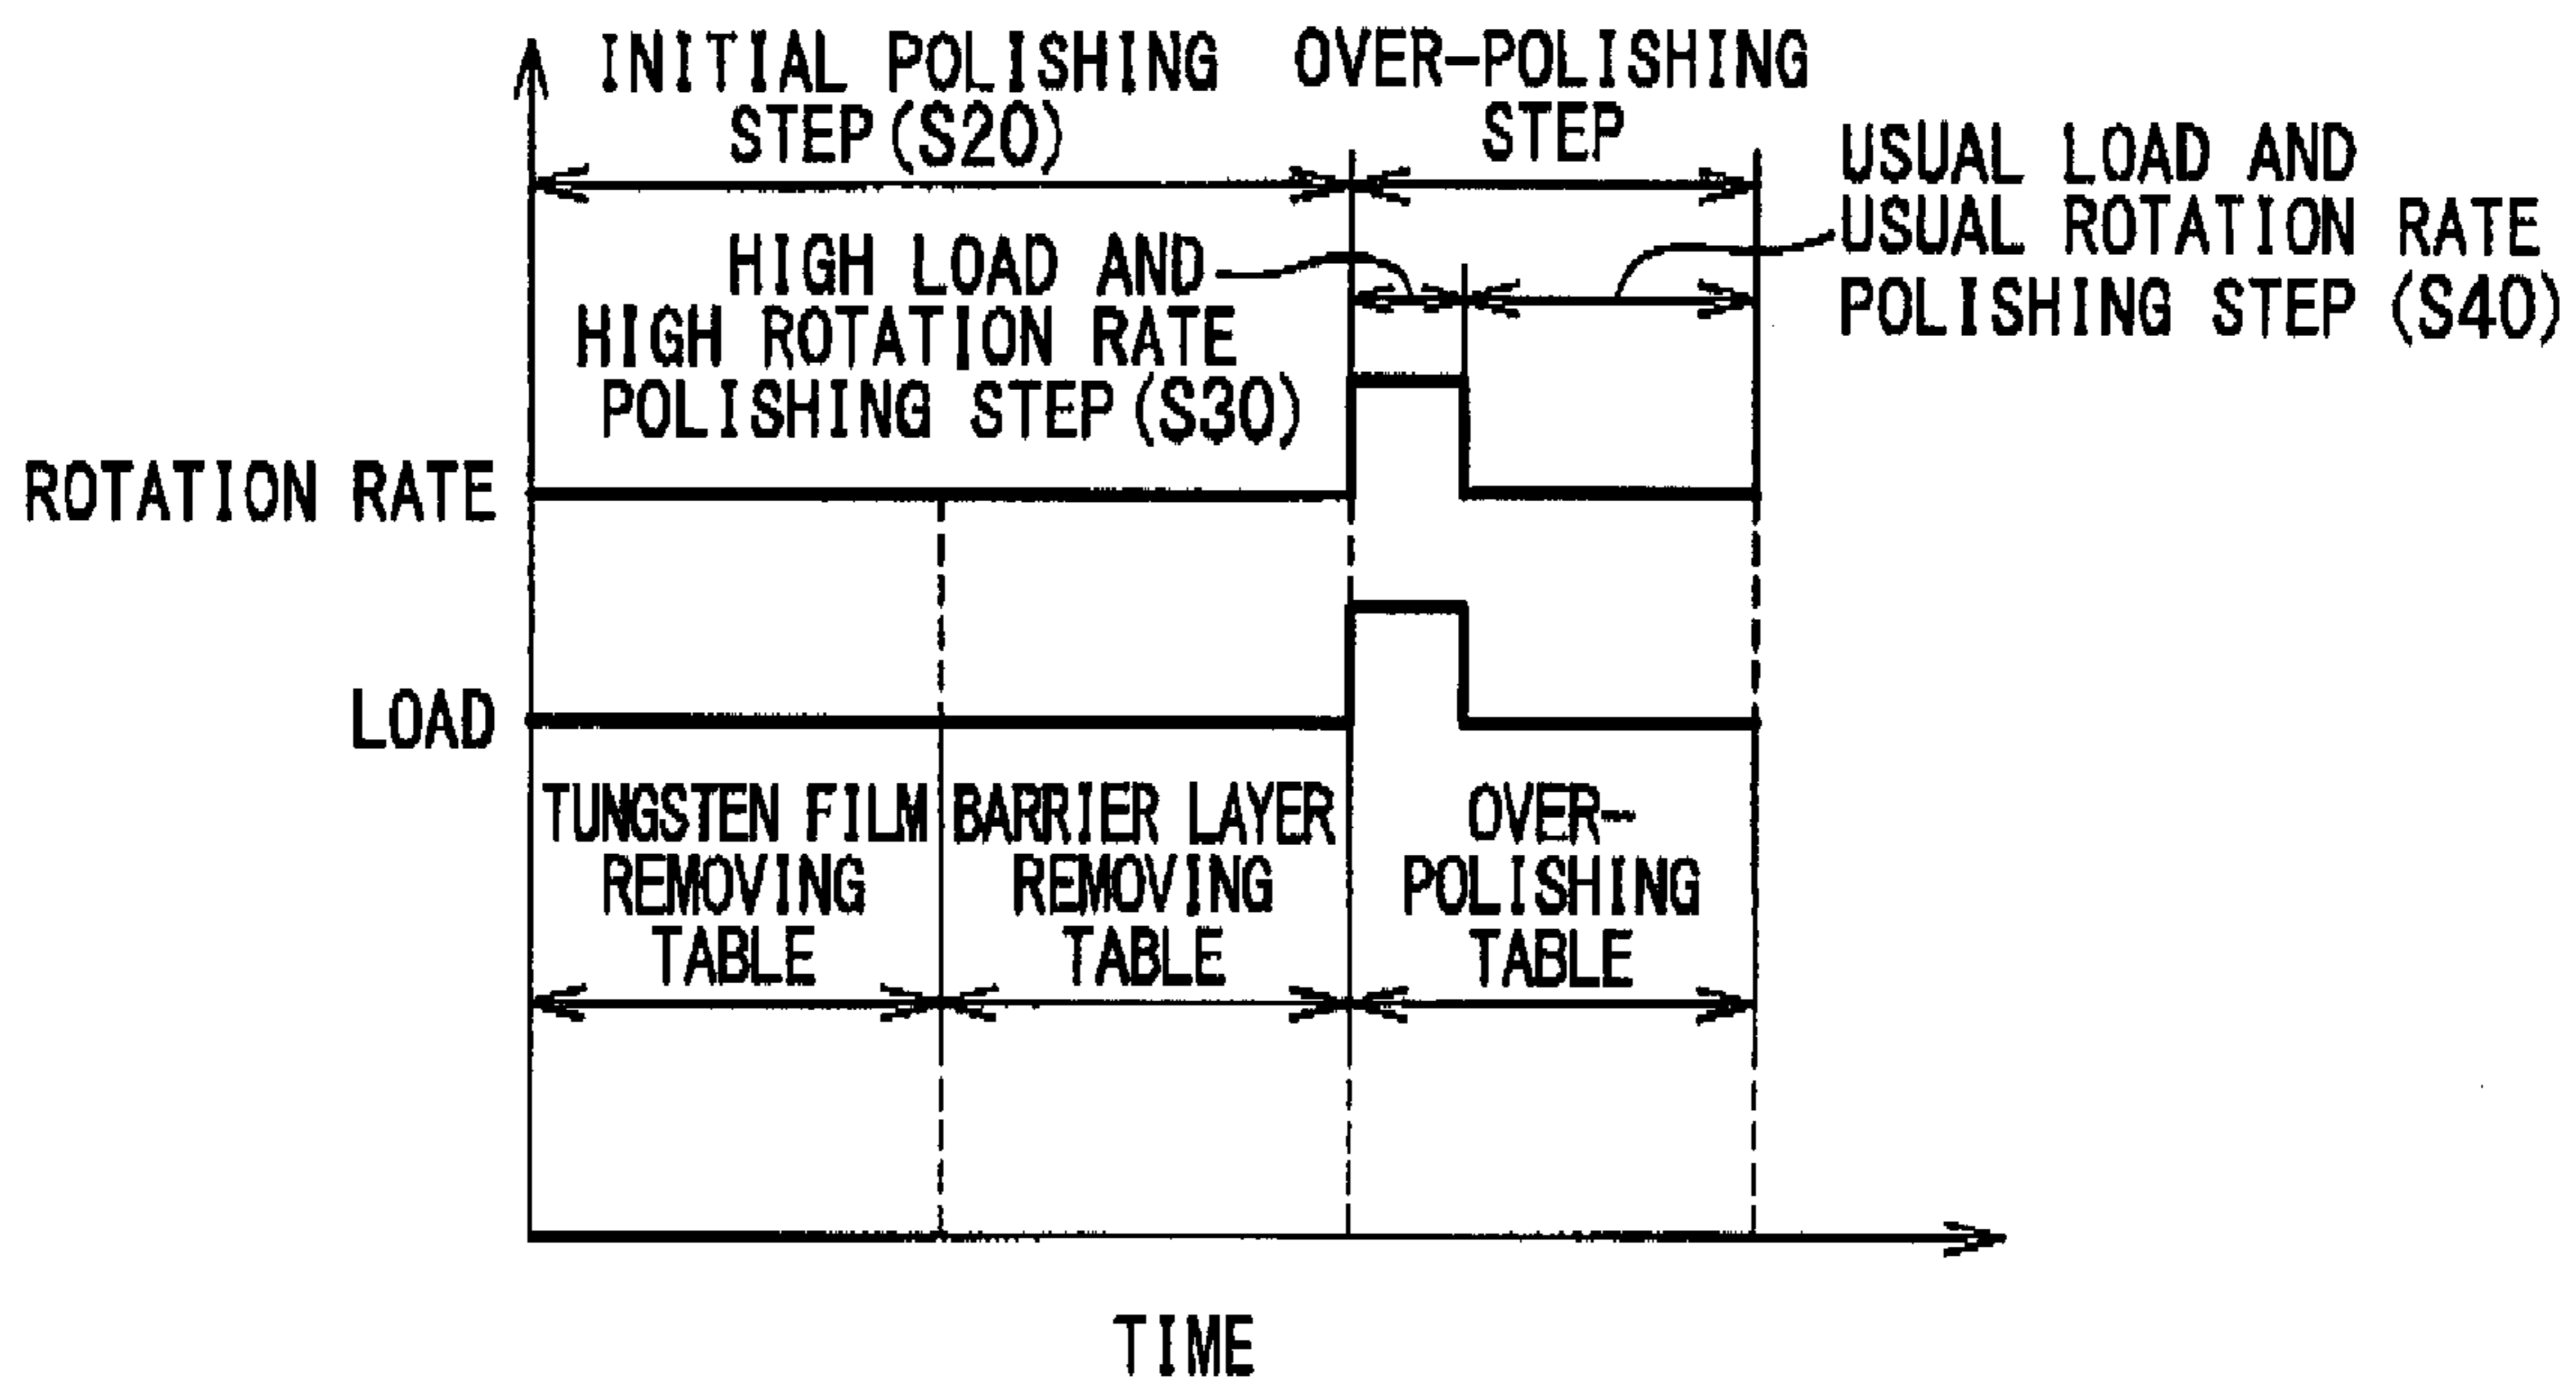 INITIAL POLISHING
STEP(S20)
OVER-POLISHING
STEP
USUAL LOAD AND
USUAL ROTATION RATE
POLISHING STEP (S40)
HIGH LOAD AND
HIGH ROTATION RATE
POLISHING STEP(S30)
ROTATION RATE
LOAD
TUNGSTEN FILM
REMOVING
TABLE
BARRIER LAYER
REMOVING
TABLE
OVER-
POLISHING
TABLE
TIME